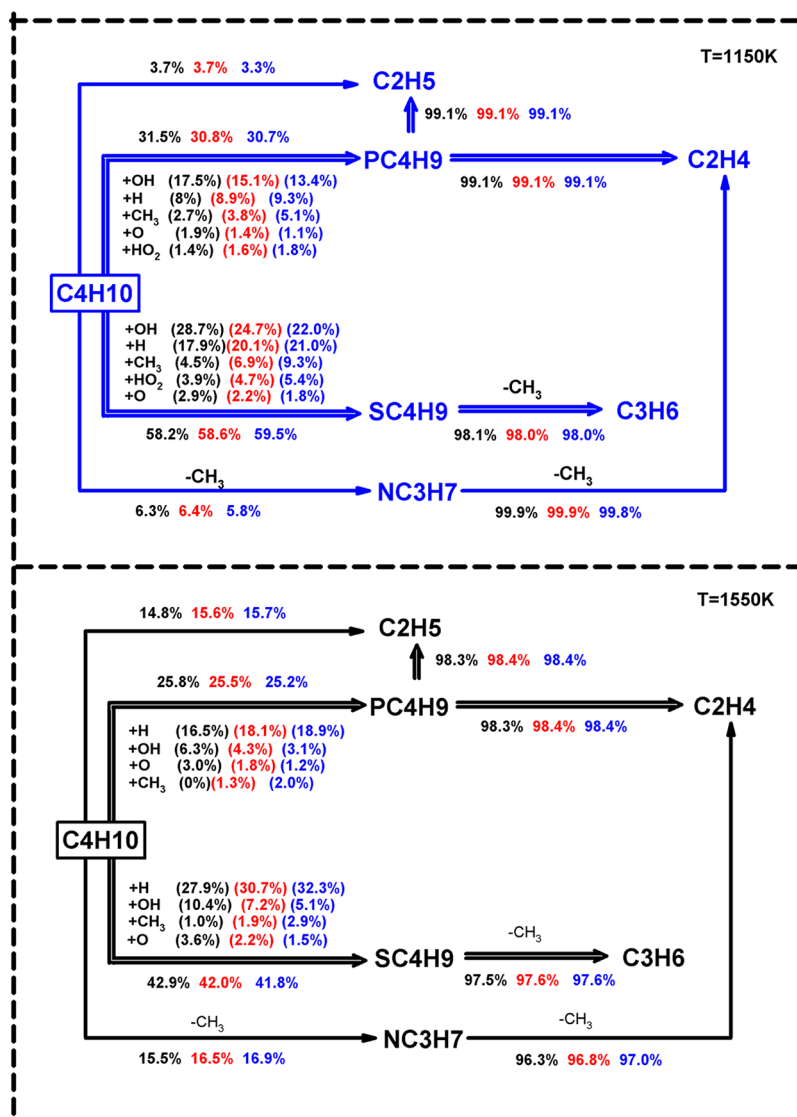 T=1150K
3.7% 3.7% 3.3%
C2H5
99.1% 99.1% 99.1%
31.5% 30.8% 30.7%
PC4H9
C2H4
99.1% 99.1% 99.1%
+OH (17.5%) (15.1%) (13.4%)
+H (8%) (8.9%) (9.3%)
+CH₃ (2.7%) (3.8%) (5.1%)
+O (1.9%) (1.4%) (1.1%)
+HO₂ (1.4%) (1.6%) (1.8%)
C4H10
+OH (28.7%) (24.7%) (22.0%)
+H (17.9%)(20.1%) (21.0%)
+CH₃ (4.5%) (6.9%) (9.3%)
+HO₂ (3.9%) (4.7%) (5.4%)
+O (2.9%) (2.2%) (1.8%)
-CH₃
SC4H9
C3H6
58.2% 58.6% 59.5%
98.1% 98.0% 98.0%
-CH₃
NC3H7
-CH₃
6.3% 6.4% 5.8%
99.9% 99.9% 99.8%
T=1550K
14.8% 15.6% 15.7%
C2H5
98.3% 98.4% 98.4%
25.8% 25.5% 25.2%
PC4H9
C2H4
98.3% 98.4% 98.4%
+H (16.5%) (18.1%) (18.9%)
+OH (6.3%) (4.3%) (3.1%)
+O (3.0%) (1.8%) (1.2%)
+CH₃ (0%)(1.3%) (2.0%)
C4H10
+H (27.9%) (30.7%) (32.3%)
+OH (10.4%) (7.2%) (5.1%)
+CH₃ (1.0%) (1.9%) (2.9%)
+O (3.6%) (2.2%) (1.5%)
-CH₃
SC4H9
C3H6
42.9% 42.0% 41.8%
97.5% 97.6% 97.6%
-CH₃
NC3H7
-CH₃
15.5% 16.5% 16.9%
96.3% 96.8% 97.0%